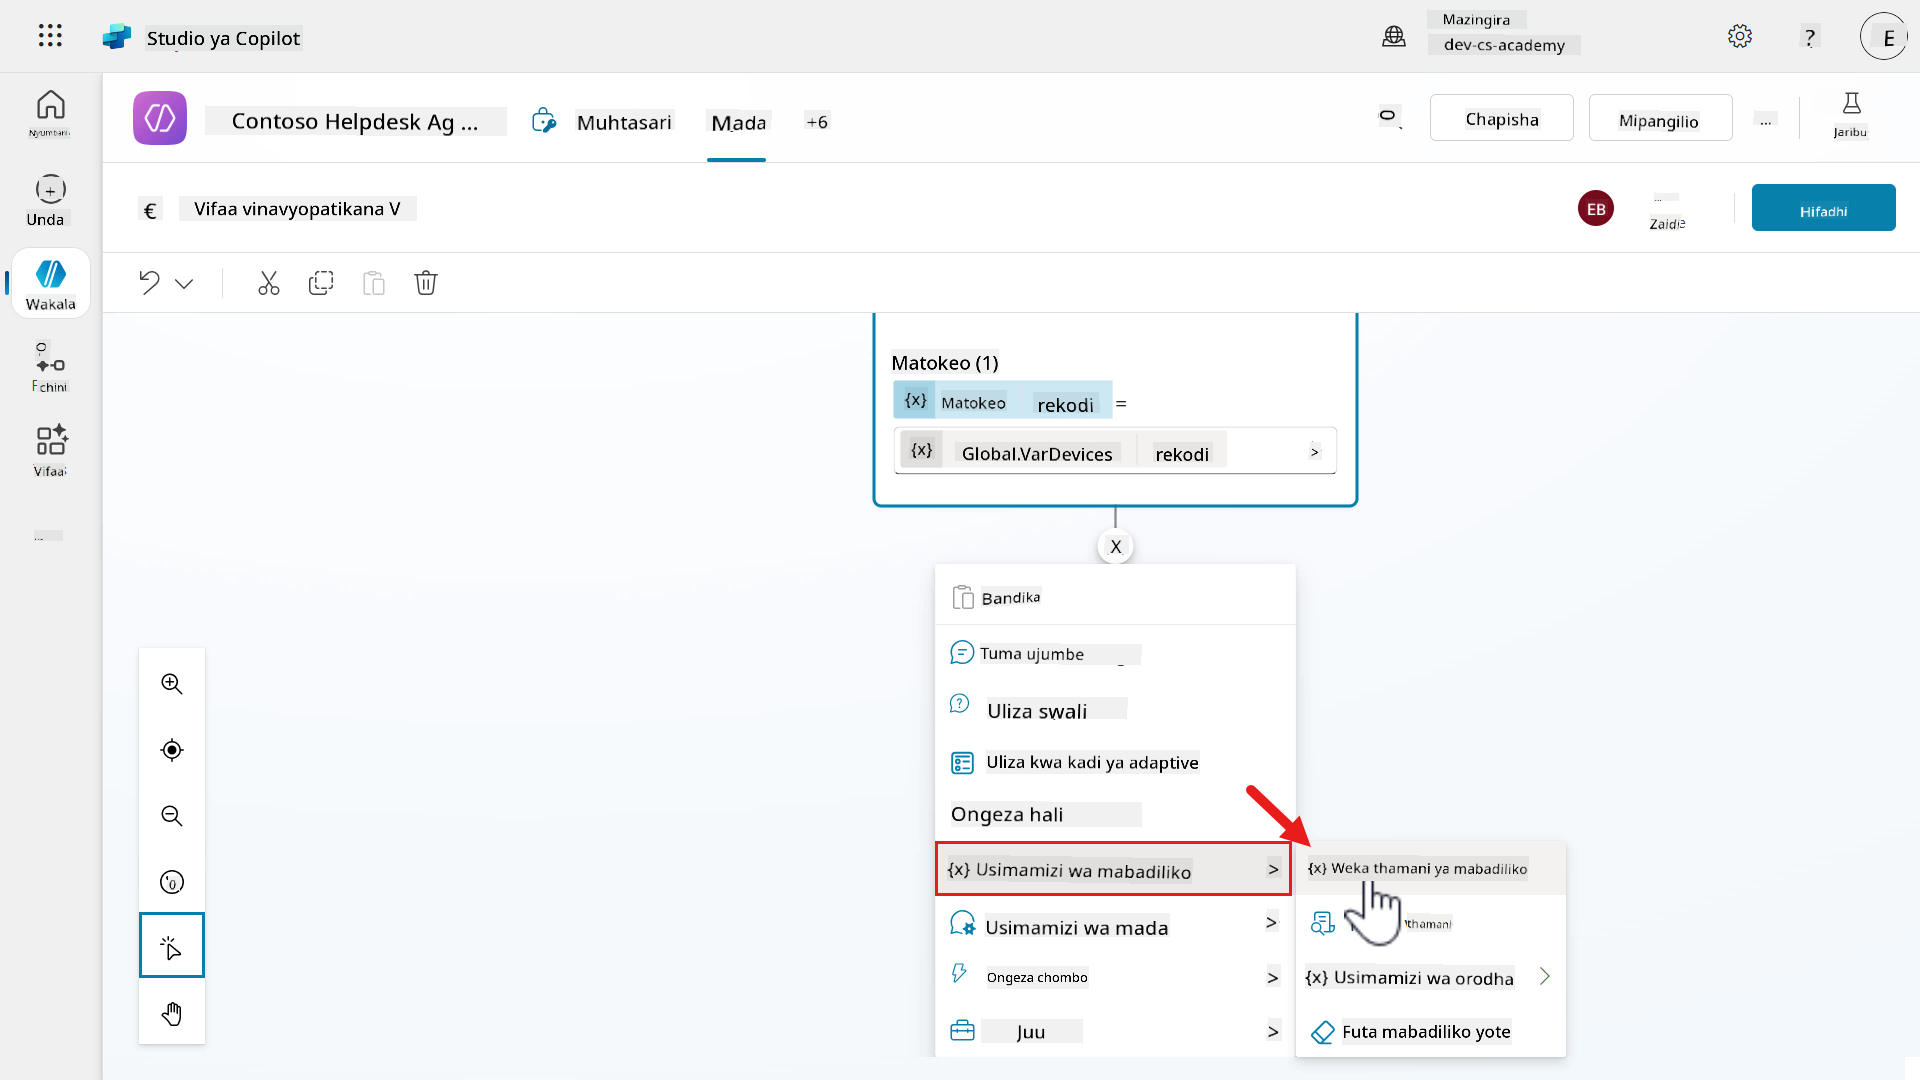 Studio ya Copilot
Mazingira
dev-cs-academy
?
E
Nyumbani
Unda
Wakala
Vifaa
Contoso Helpdesk Ag ...
Muhtasari
Mada
+6
Chapisha
Mipangilio
...
Jaribu
€
Vifaa vinavyopatikana V
EB
...
Hifadhi
Matokeo (1)
{x} Matokeo rekodi =
{x} Global.VarDevices rekodi >
X
Bandika
Tuma ujumbe
Uliza swali
Uliza kwa kadi ya adaptive
Ongeza hali
{x} Usimamizi wa mabadiliko >
Usimamizi wa mada >
Ongeza chombo >
Juu >
{x} Weka thamani ya mabadiliko
thamani
{x} Usimamizi wa orodha
Futa mabadiliko yote